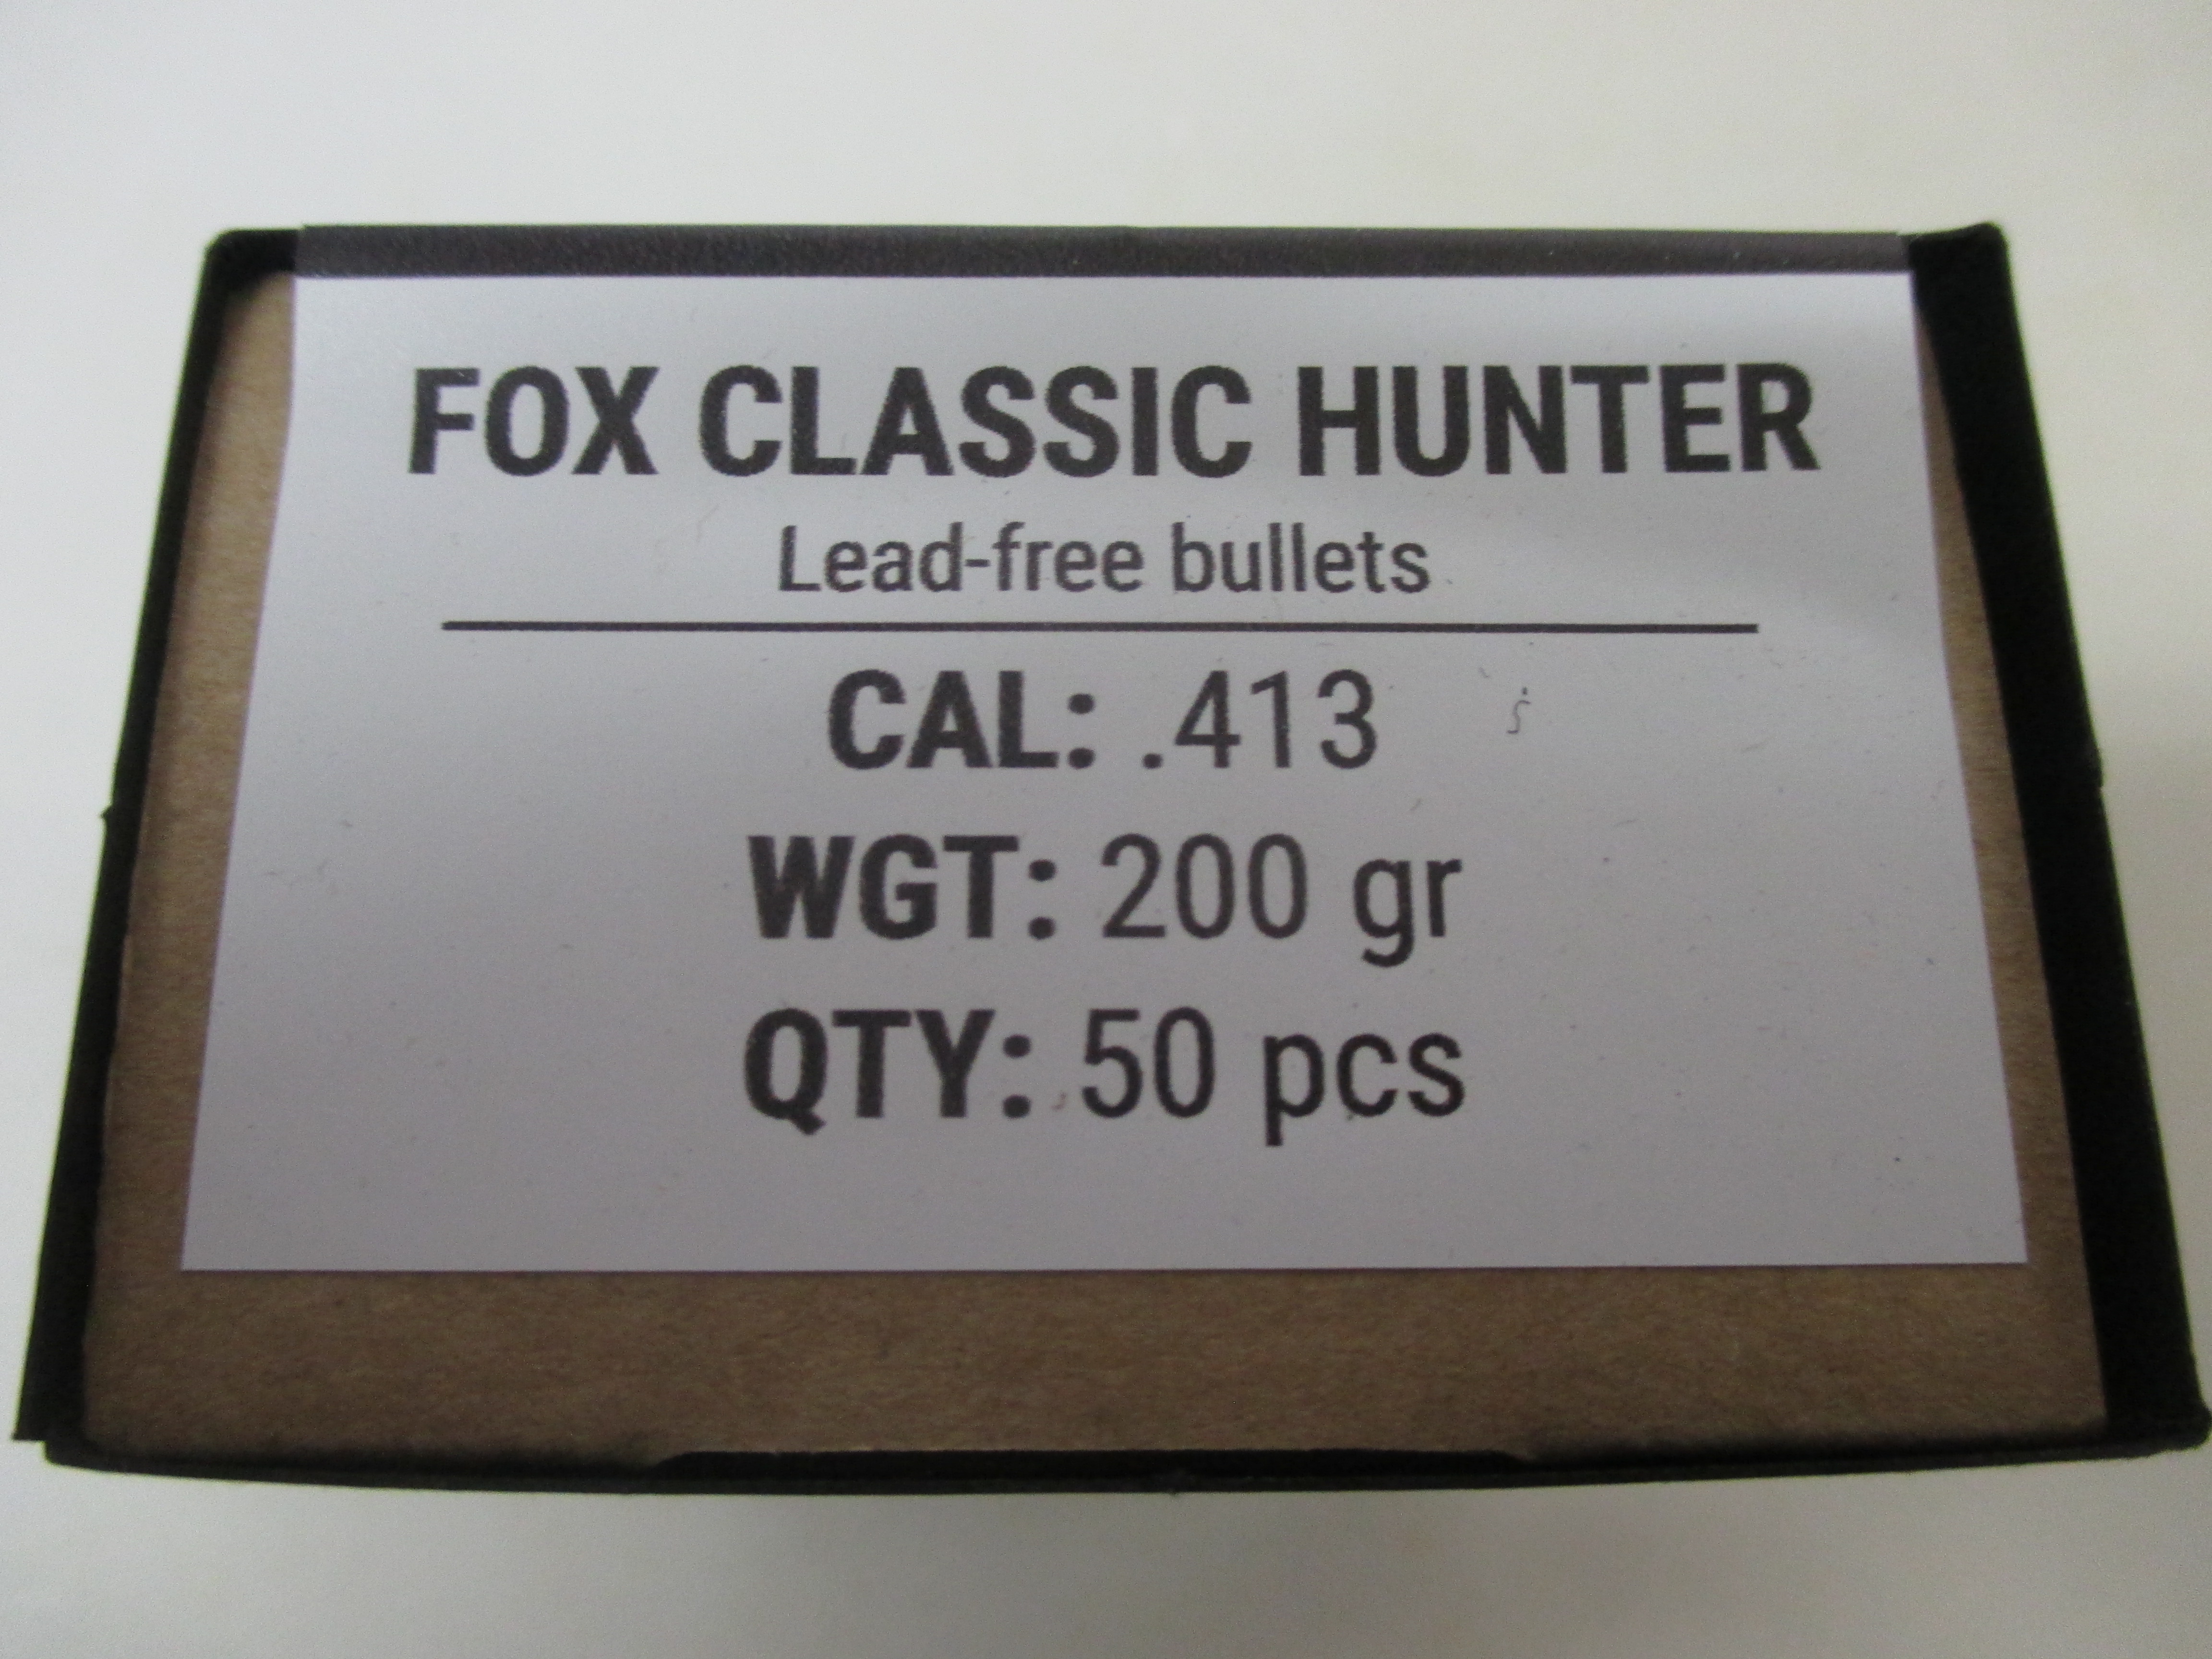 FOX CLASSIC HUNTER
Lead-free bullets
CAL: .413
WGT: 200 gr
QTY: 50 pcs